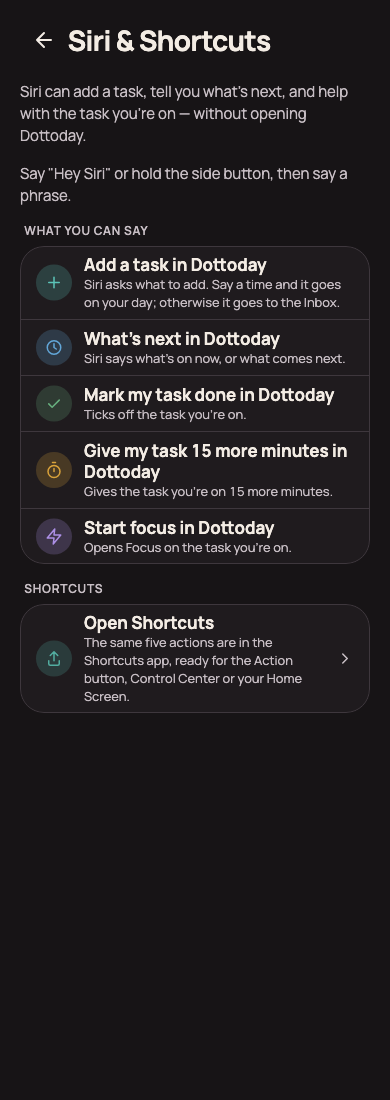 Siri & Shortcuts
Siri can add a task, tell you what's next, and help
with the task you're on — without opening
Dottoday.
Say "Hey Siri" or hold the side button, then say a
phrase.
WHAT YOU CAN SAY
Add a task in Dottoday
Siri asks what to add. Say a time and it goes
on your day; otherwise it goes to the Inbox.
What's next in Dottoday
Siri says what's on now, or what comes next.
Mark my task done in Dottoday
Ticks off the task you're on.
Give my task 15 more minutes in
Dottoday
Gives the task you're on 15 more minutes.
Start focus in Dottoday
Opens Focus on the task you're on.
SHORTCUTS
Open Shortcuts
The same five actions are in the
Shortcuts app, ready for the Action
button, Control Center or your Home
Screen.